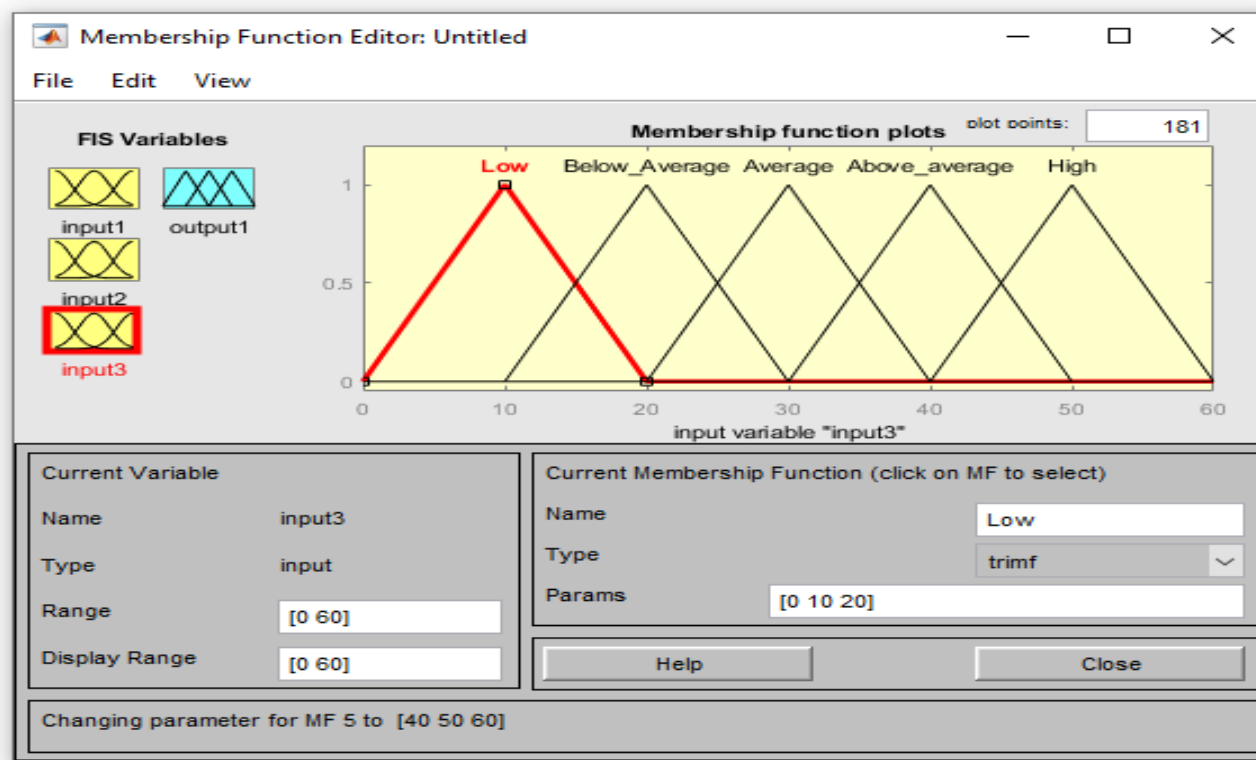 Membership Function Editor: Untitled
File Edit View
FIS Variables
input1
output1
input2
input3
Membership function plots
plot points:
181
Low Below_Average Average Above_average High
1
0.5
0
0 10 20 30 40 50 60
input variable "input3"
Current Variable
Name input3
Type input
Range [0 60]
Display Range [0 60]
Current Membership Function (click on MF to select)
Name Low
Type trimf
Params [0 10 20]
Help Close
Changing parameter for MF 5 to [40 50 60]